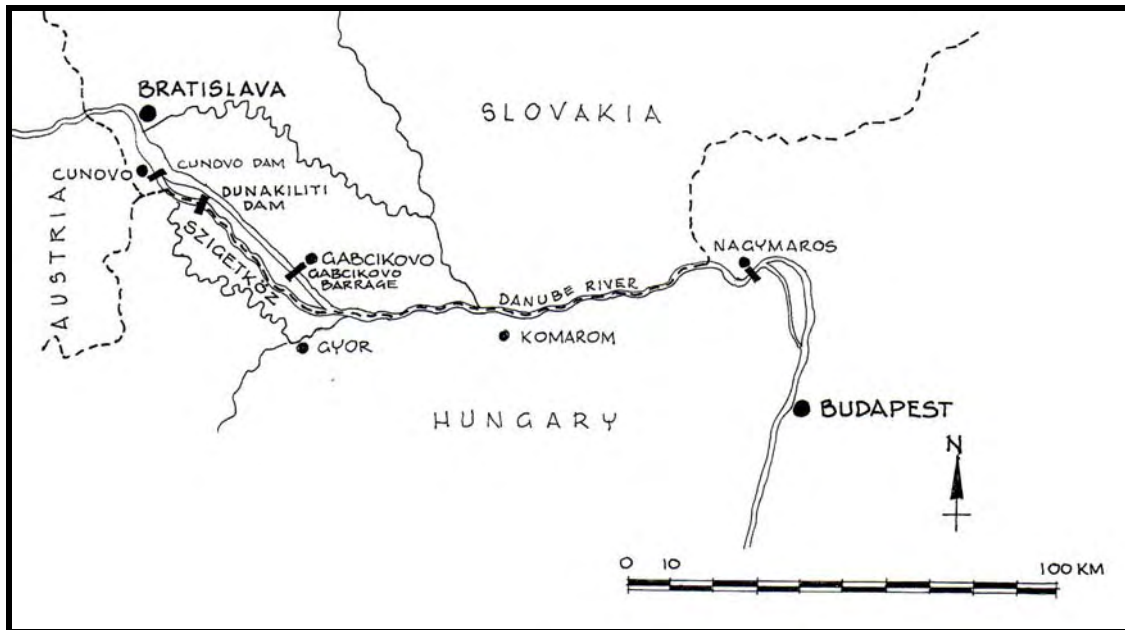 BRATISLAVA
SLOVAKIA
CUNOVO
CUNOVO DAM
DUNAKILITI
DAM
AUSTRIA
SZIGETKÖZ
GABCIKOVO
GABCIKOVO
BARRAGE
NAGYMAROS
DANUBE RIVER
GYOR
KOMAROM
HUNGARY
BUDAPEST
N
0 10 100 KM